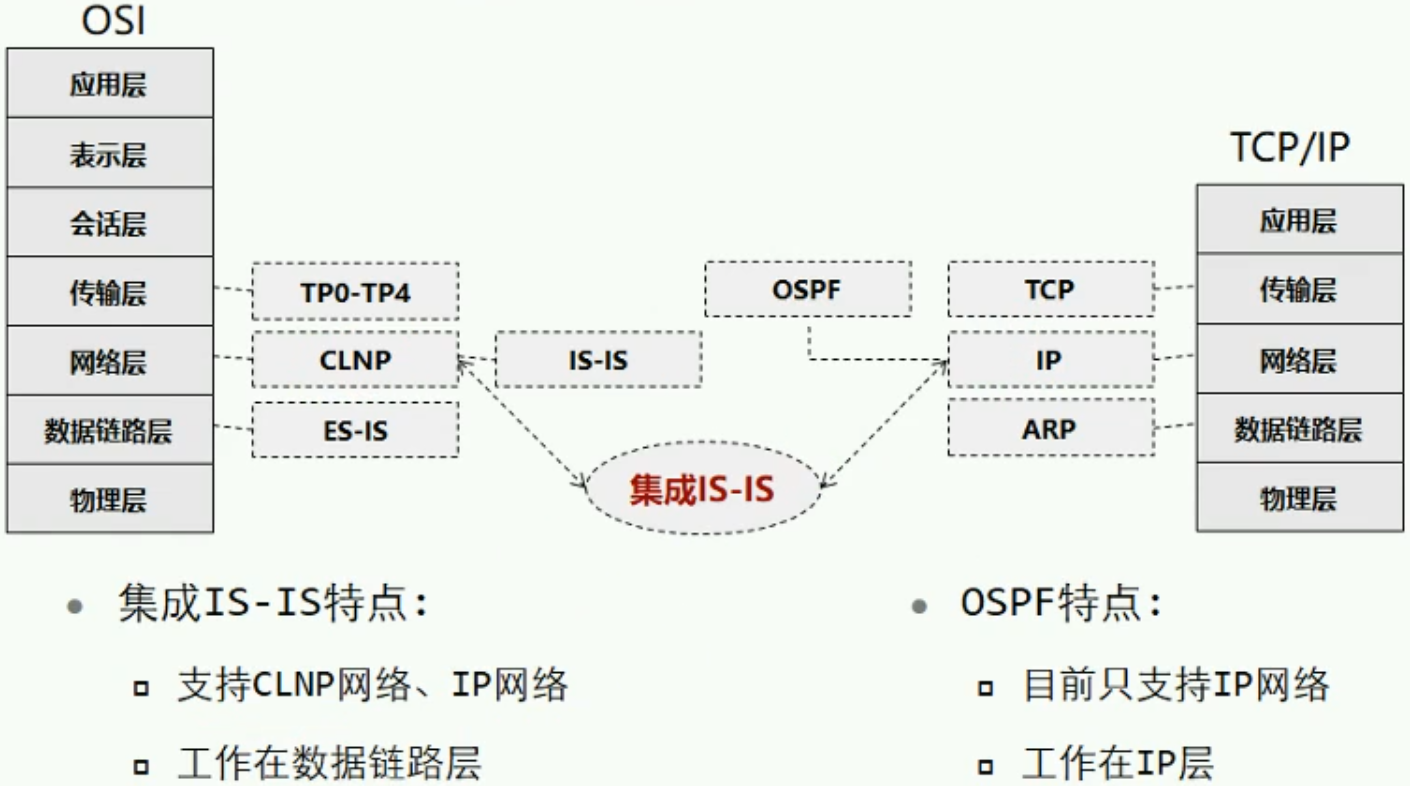 OSI
应用层
表示层
会话层
传输层
网络层
数据链路层
物理层
TP0-TP4
CLNP
ES-IS
IS-IS
集成IS-IS
OSPF
TCP
IP
ARP
TCP/IP
应用层
传输层
网络层
数据链路层
物理层
集成IS-IS特点:
支持CLNP网络、IP网络
工作在数据链路层
OSPF特点:
目前只支持IP网络
工作在IP层